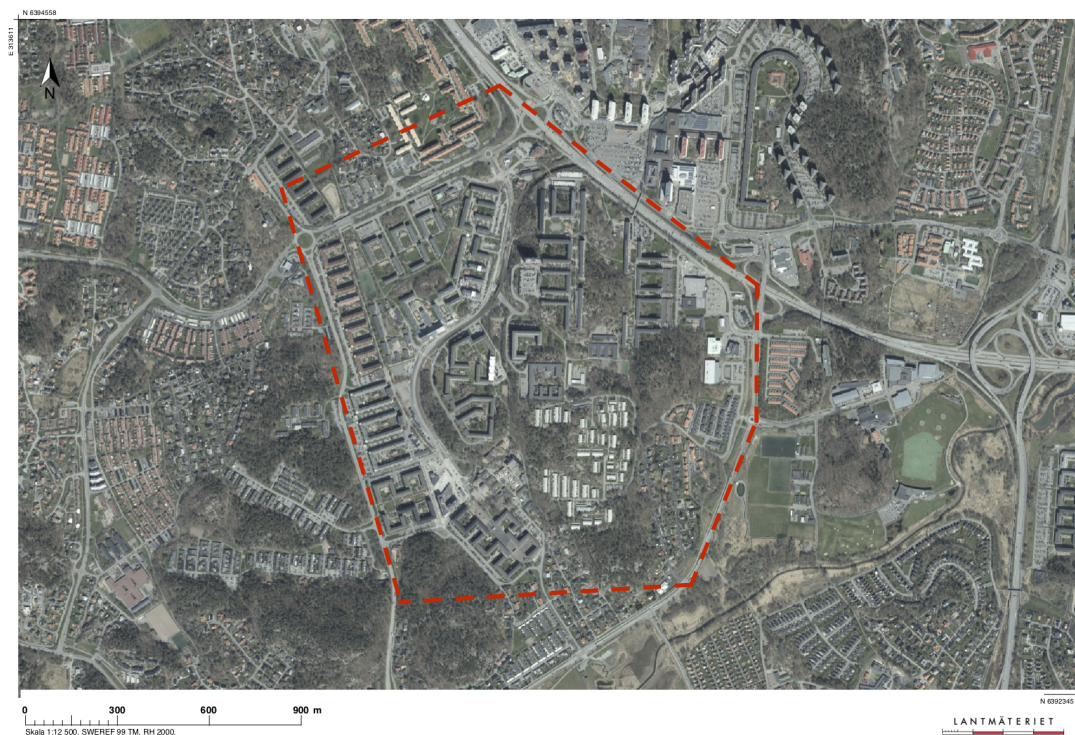 N 6394558
E 313611
N
N 6392345
0 300 600 900 m
Skala 1:12 500. SWEREF 99 TM. RH 2000.
LANTMÄTERIET